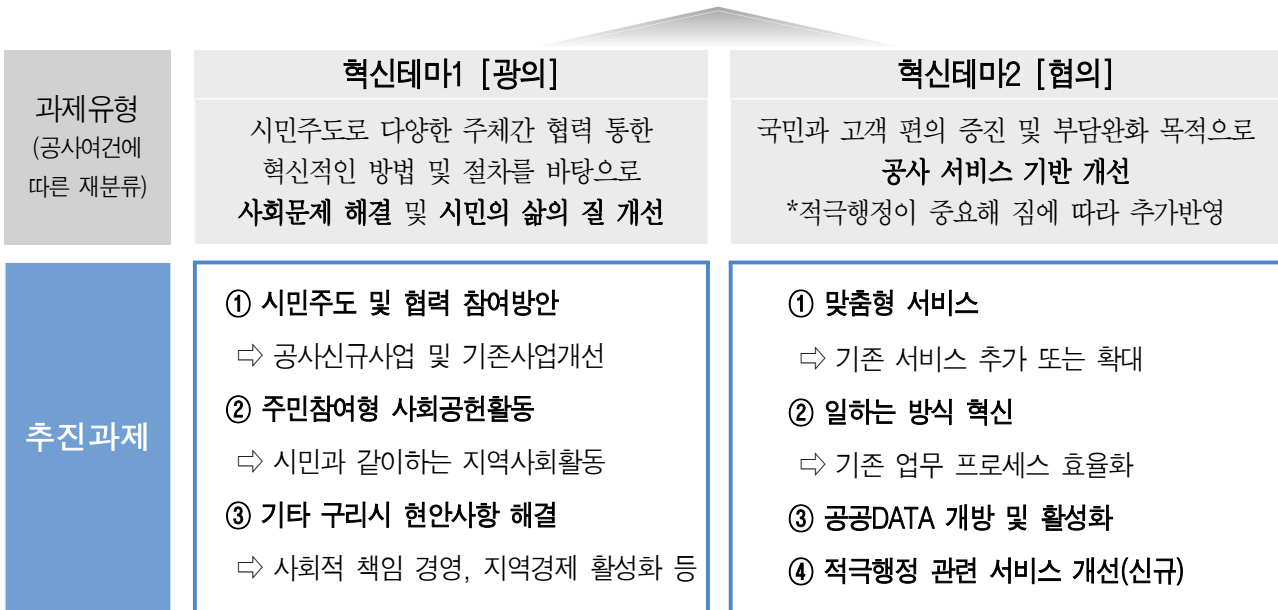 과제유형
(공사여건에
따른 재분류)
혁신테마1 [광의]
시민주도로 다양한 주체간 협력 통한
혁신적인 방법 및 절차를 바탕으로
사회문제 해결 및 시민의 삶의 질 개선
혁신테마2 [협의]
국민과 고객 편의 증진 및 부담완화 목적으로
공사 서비스 기반 개선
*적극행정이 중요해 짐에 따라 추가반영
추진과제
① 시민주도 및 협력 참여방안
⇨ 공사신규사업 및 기존사업개선
② 주민참여형 사회공헌활동
⇨ 시민과 같이하는 지역사회활동
③ 기타 구리시 현안사항 해결
⇨ 사회적 책임 경영, 지역경제 활성화 등
① 맞춤형 서비스
⇨ 기존 서비스 추가 또는 확대
② 일하는 방식 혁신
⇨ 기존 업무 프로세스 효율화
③ 공공DATA 개방 및 활성화
④ 적극행정 관련 서비스 개선(신규)